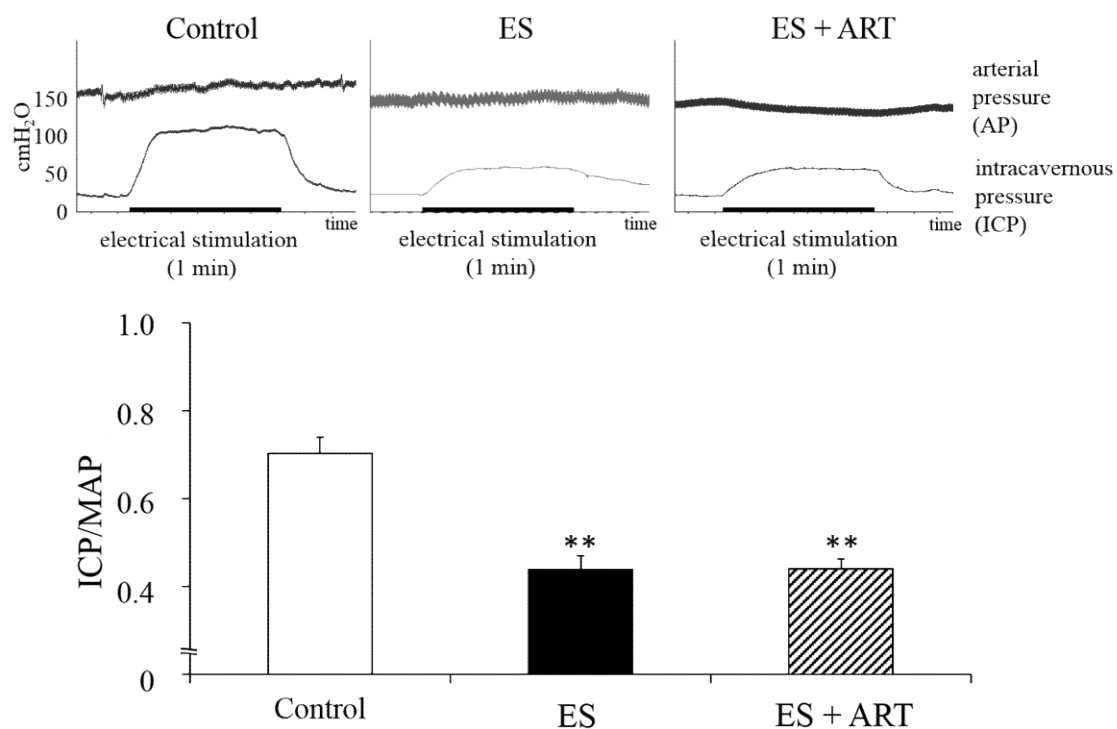 Control
ES
ES + ART
cmH₂O
150
100
50
0
arterial
pressure
(AP)
intracavernous
pressure
(ICP)
time
time
time
electrical stimulation
(1 min)
electrical stimulation
(1 min)
electrical stimulation
(1 min)
ICP/MAP
1.0
0.8
0.6
0.4
0
**
**
Control
ES
ES + ART